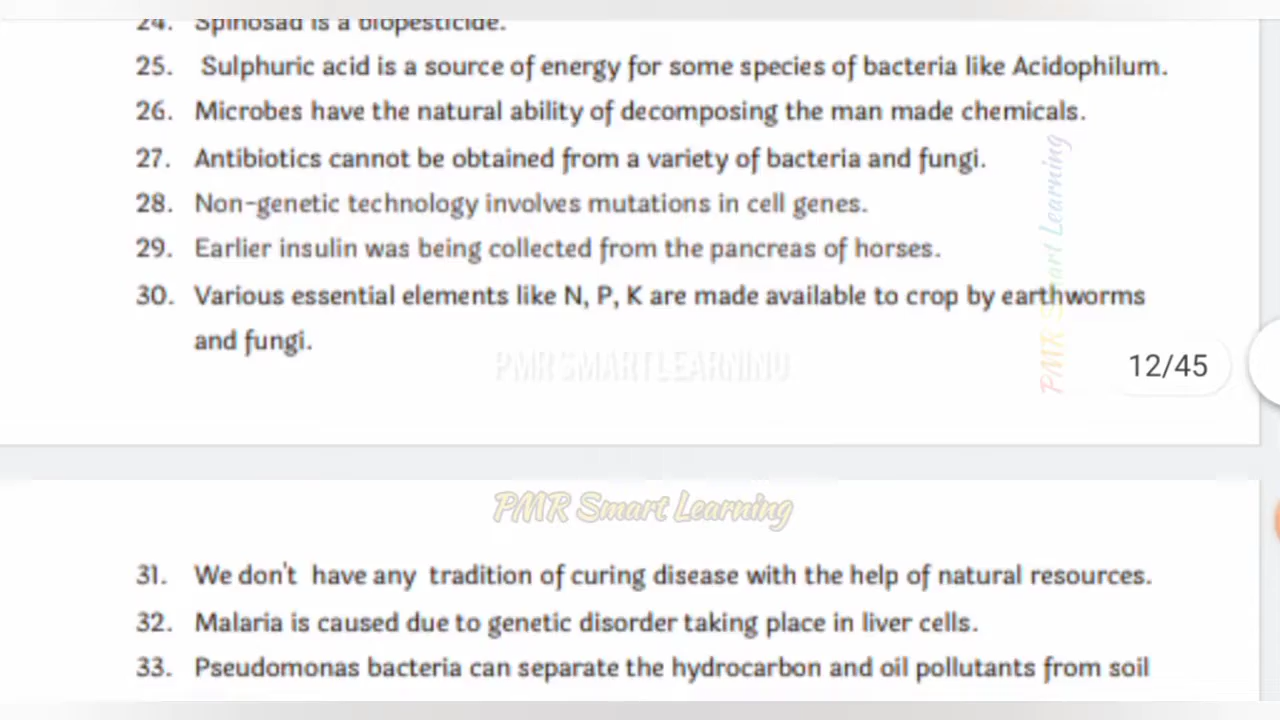 24. Spinosad is a biopesticide.
25. Sulphuric acid is a source of energy for some species of bacteria like Acidophilum.
26. Microbes have the natural ability of decomposing the man made chemicals.
27. Antibiotics cannot be obtained from a variety of bacteria and fungi.
28. Non-genetic technology involves mutations in cell genes.
29. Earlier insulin was being collected from the pancreas of horses.
30. Various essential elements like N, P, K are made available to crop by earthworms
and fungi.
PMR Smart Learning
PMR SMART LEARNING
12/45
PMR Smart Learning
31. We don't have any tradition of curing disease with the help of natural resources.
32. Malaria is caused due to genetic disorder taking place in liver cells.
33. Pseudomonas bacteria can separate the hydrocarbon and oil pollutants from soil